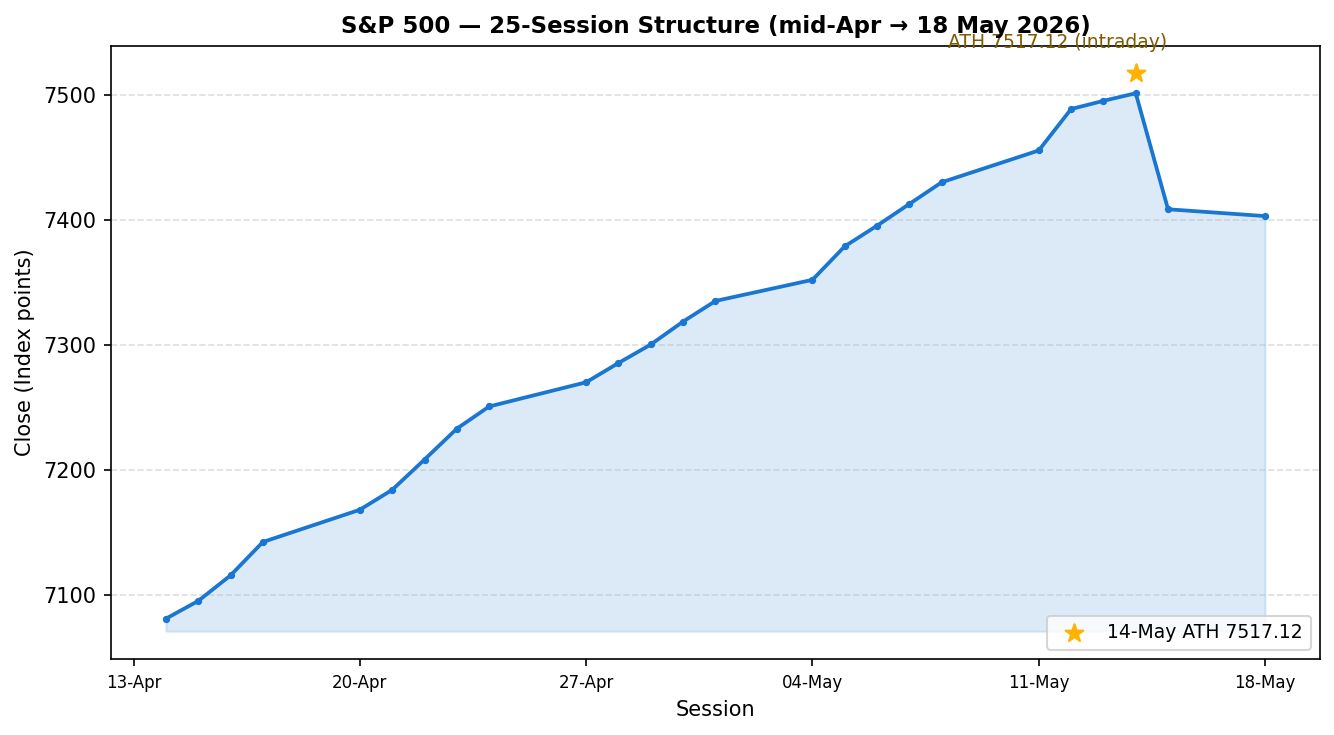 S&P 500 — 25-Session Structure (mid-Apr → 18 May 2026)
ATH 7517.12 (intraday)
7500
7400
7300
7200
7100
Close (Index points)
14-May ATH 7517.12
13-Apr 20-Apr 27-Apr 04-May 11-May 18-May
Session